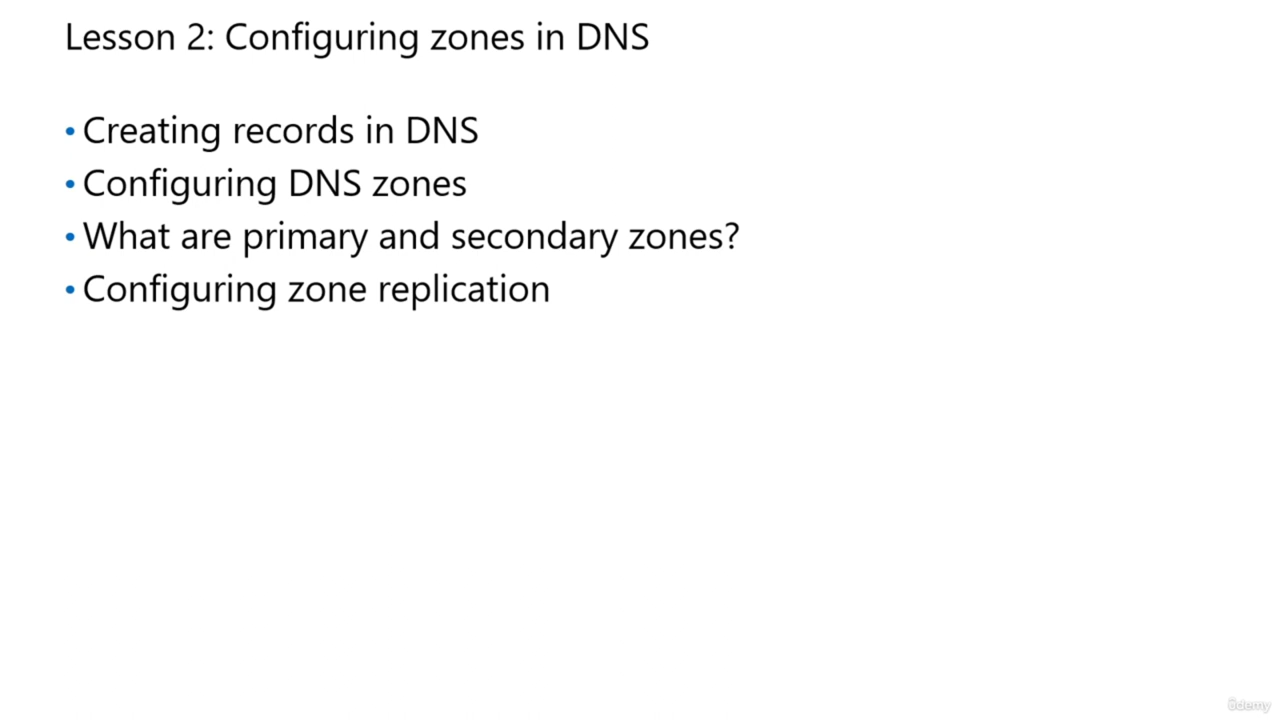 Lesson 2: Configuring zones in DNS
• Creating records in DNS
• Configuring DNS zones
• What are primary and secondary zones?
• Configuring zone replication
ûdemy